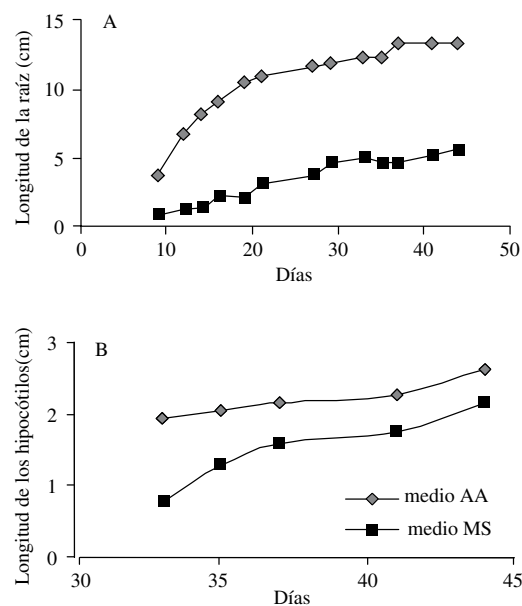 A
Longitud de la raíz (cm)
15
10
5
0
0 10 20 30 40 50
Días
B
Longitud de los hipocótilos(cm)
3
2
1
0
medio AA
medio MS
30 35 40 45
Días